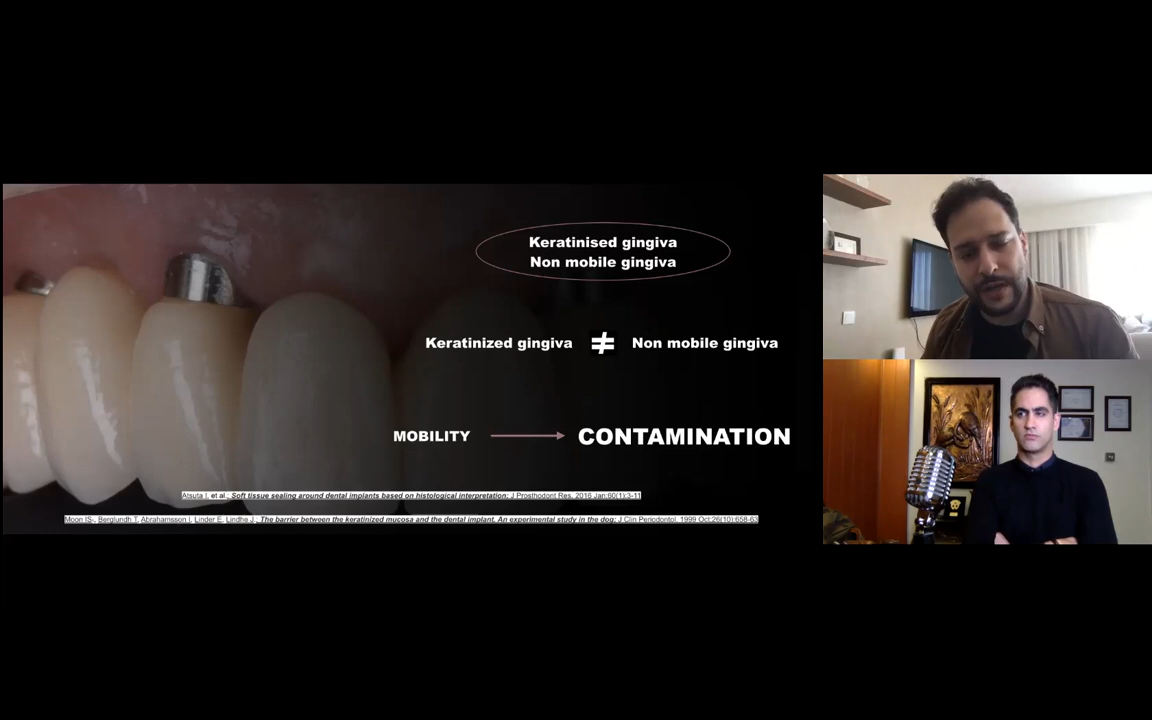 Keratinised gingiva
Non mobile gingiva
Keratinized gingiva ≠ Non mobile gingiva
MOBILITY → CONTAMINATION
Atsuta I, et al., Soft tissue sealing around dental implants based on histological interpretation; J Prosthodont Res. 2016 Jan;60(1):3-11
Moon IS-, Berglundh T, Abrahamsson I, Linder E, Lindhe J.; The barrier between the keratinized mucosa and the dental implant. An experimental study in the dog; J Clin Periodontol. 1999 Oct;26(10):658-63